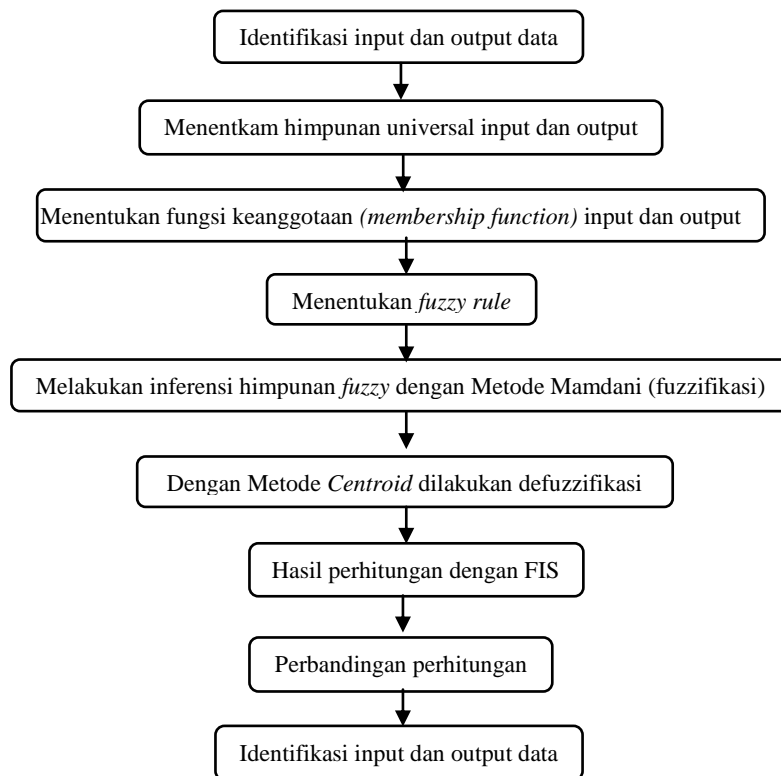 Identifikasi input dan output data
Menentkam himpunan universal input dan output
Menentukan fungsi keanggotaan (membership function) input dan output
Menentukan fuzzy rule
Melakukan inferensi himpunan fuzzy dengan Metode Mamdani (fuzzifikasi)
Dengan Metode Centroid dilakukan defuzzifikasi
Hasil perhitungan dengan FIS
Perbandingan perhitungan
Identifikasi input dan output data